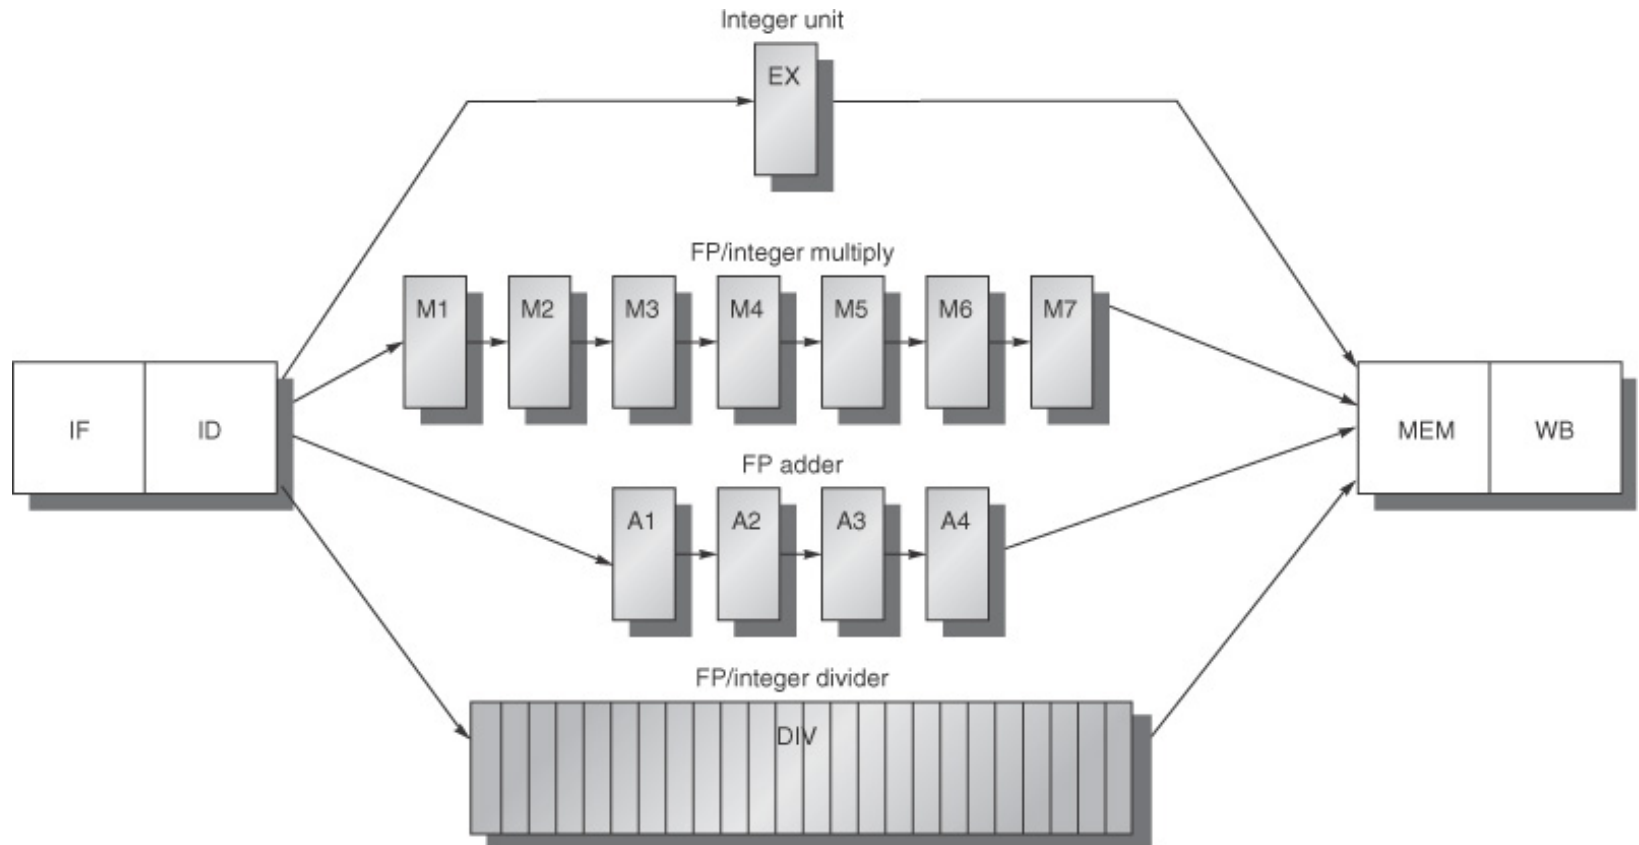 Integer unit
EX
FP/integer multiply
M1 M2 M3 M4 M5 M6 M7
IF ID
MEM WB
FP adder
A1 A2 A3 A4
FP/integer divider
DIV